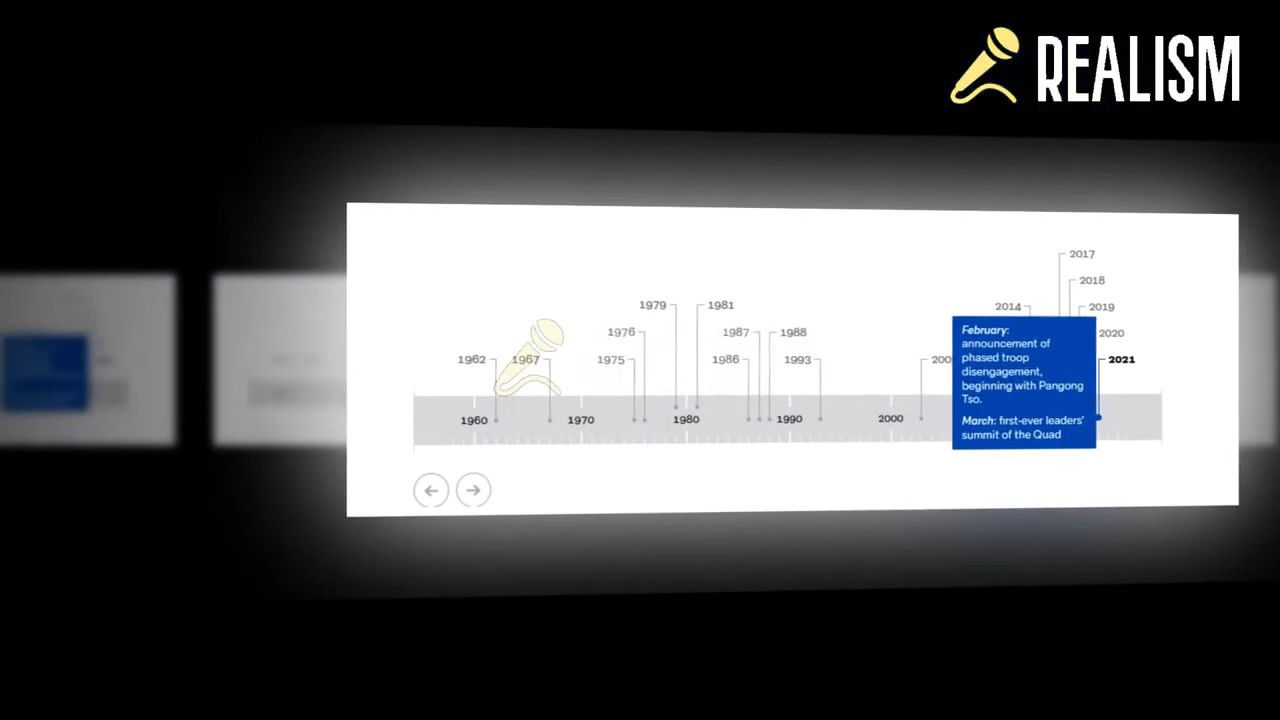 REALISM
2017
2018
2014
2019
1979
1981
1976
1987
1988
2020
1962
1967
1975
1986
1993
2021
February:
announcement of
phased troop
disengagement,
beginning with Pangong
Tso.
March: first-ever leaders'
summit of the Quad
1960
1970
1980
1990
2000